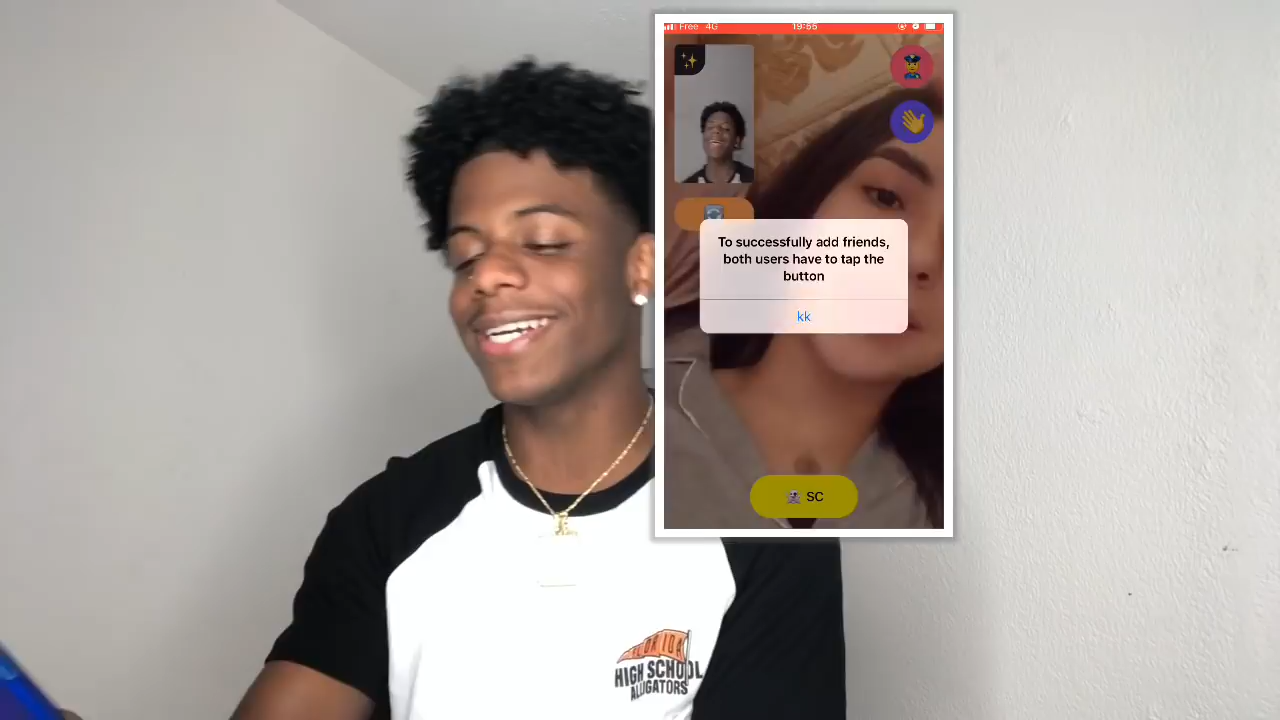 Free 4G
19:55
To successfully add friends,
both users have to tap the
button
kk
SC
FLORIDA
HIGH SCHOOL
ALLIGATORS